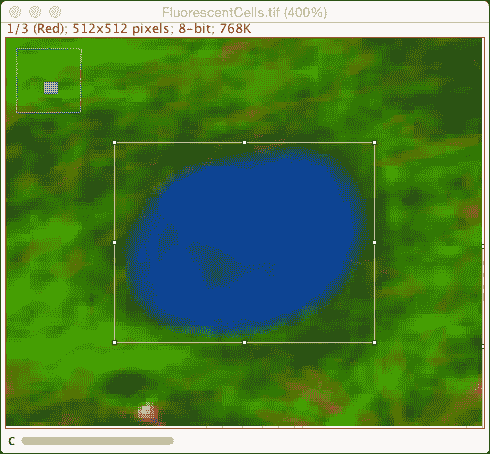 FluorescentCells.tif (400%)
1/3 (Red); 512x512 pixels; 8-bit; 768K
c